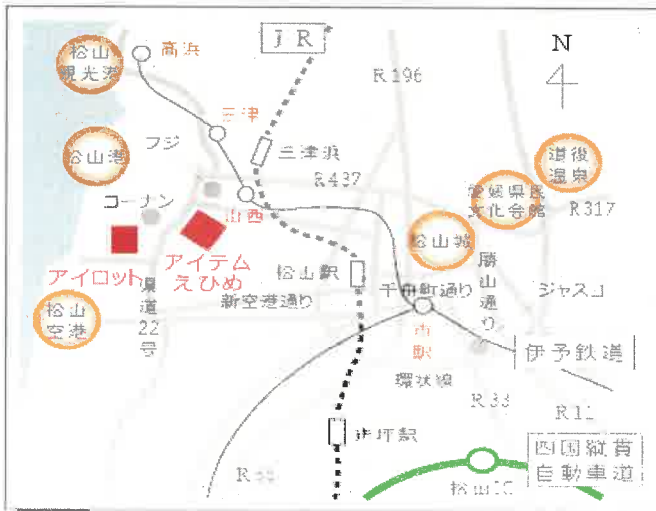 松山
観光港
高浜
JR
N
R196
三津
松山港
フジ
三津浜
道後
温泉
R437
コーナン
山西
愛媛県民
文化会館
R317
松山城
アイロット
アイテム
えひめ
松山駅
勝山通り
千舟町通り
ジャスコ
新空港通り
松山
空港
県道
22
号
市
駅
伊予鉄道
環状線
R33
R11
四国縦貫
自動車道
松山IC